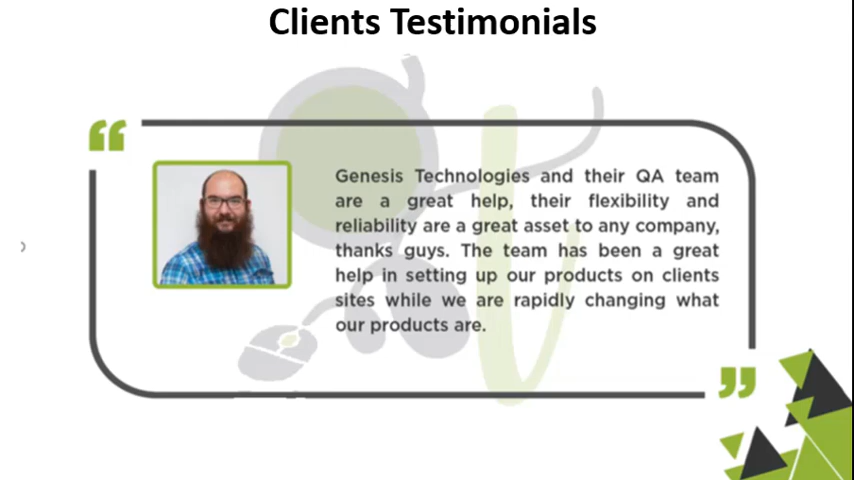 Clients Testimonials
Genesis Technologies and their QA team
are a great help, their flexibility and
reliability are a great asset to any company,
thanks guys. The team has been a great
help in setting up our products on clients
sites while we are rapidly changing what
our products are.